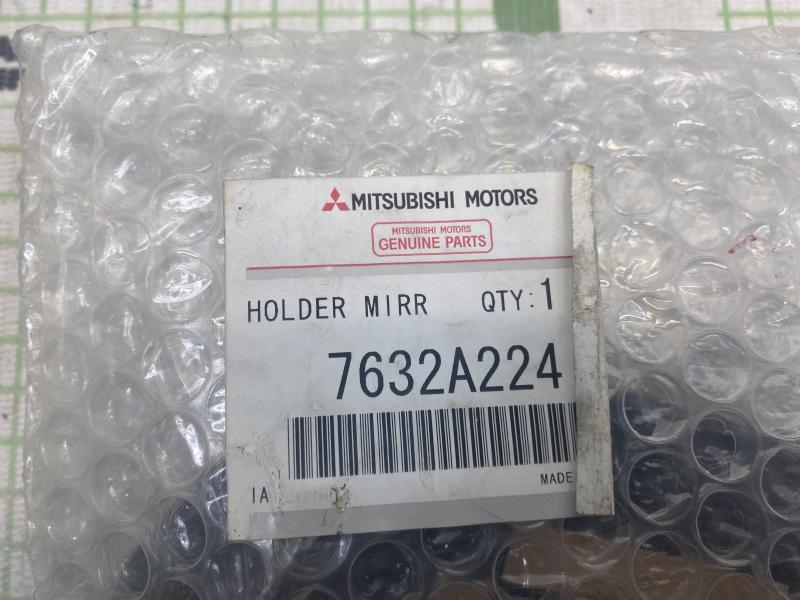 MITSUBISHI MOTORS
MITSUBISHI MOTORS
GENUINE PARTS
HOLDER MIRR QTY:1
7632A224
IA MADE